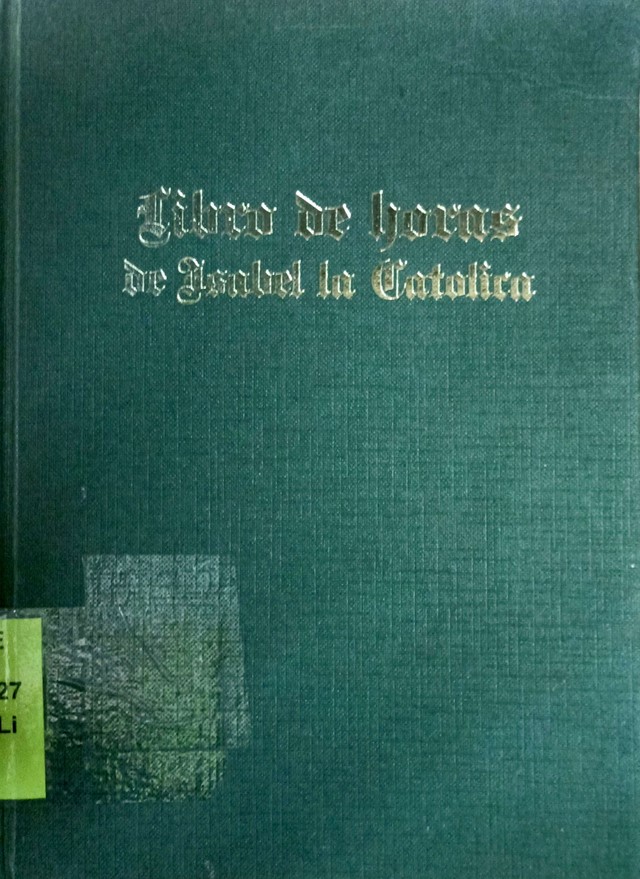 Libro de horas
de Isabel la Catolica
E
27
Li